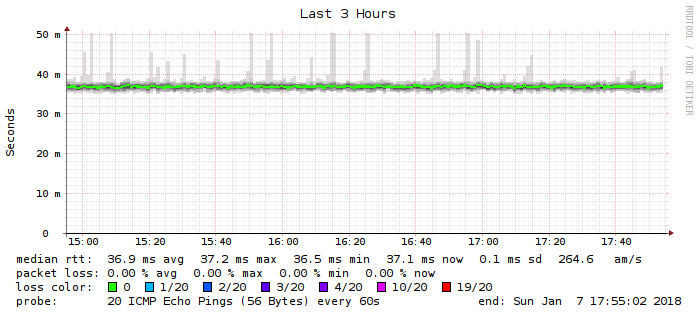 Last 3 Hours
RRDTOOL / TOBI OETIKER
Seconds
50 m
40 m
30 m
20 m
10 m
0
15:00 15:20 15:40 16:00 16:20 16:40 17:00 17:20 17:40
median rtt: 36.9 ms avg 37.2 ms max 36.5 ms min 37.1 ms now 0.1 ms sd 264.6 am/s
packet loss: 0.00 % avg 0.00 % max 0.00 % min 0.00 % now
loss color: 0 1/20 2/20 3/20 4/20 10/20 19/20
probe: 20 ICMP Echo Pings (56 Bytes) every 60s end: Sun Jan 7 17:55:02 2018